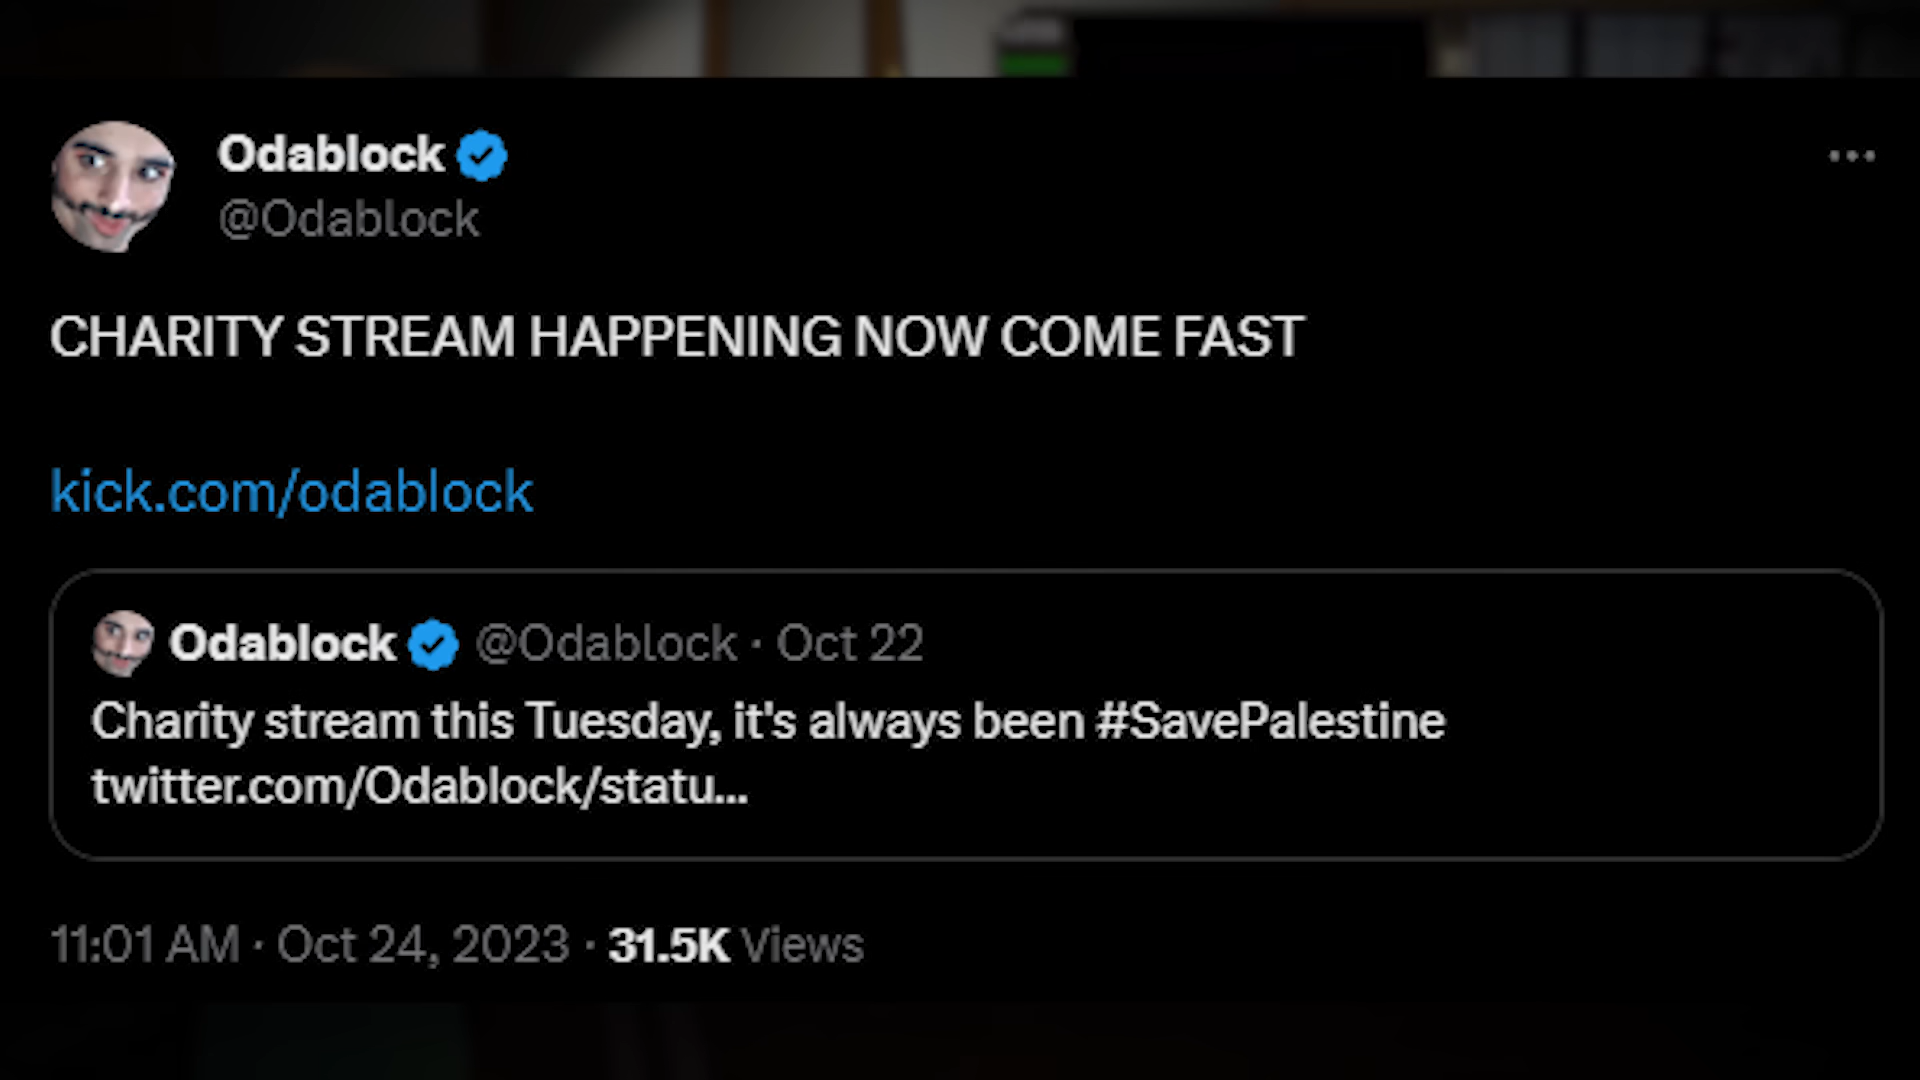 Odablock
@Odablock
CHARITY STREAM HAPPENING NOW COME FAST
kick.com/odablock
Odablock @Odablock · Oct 22
Charity stream this Tuesday, it's always been #SavePalestine
twitter.com/Odablock/statu...
11:01 AM · Oct 24, 2023 · 31.5K Views